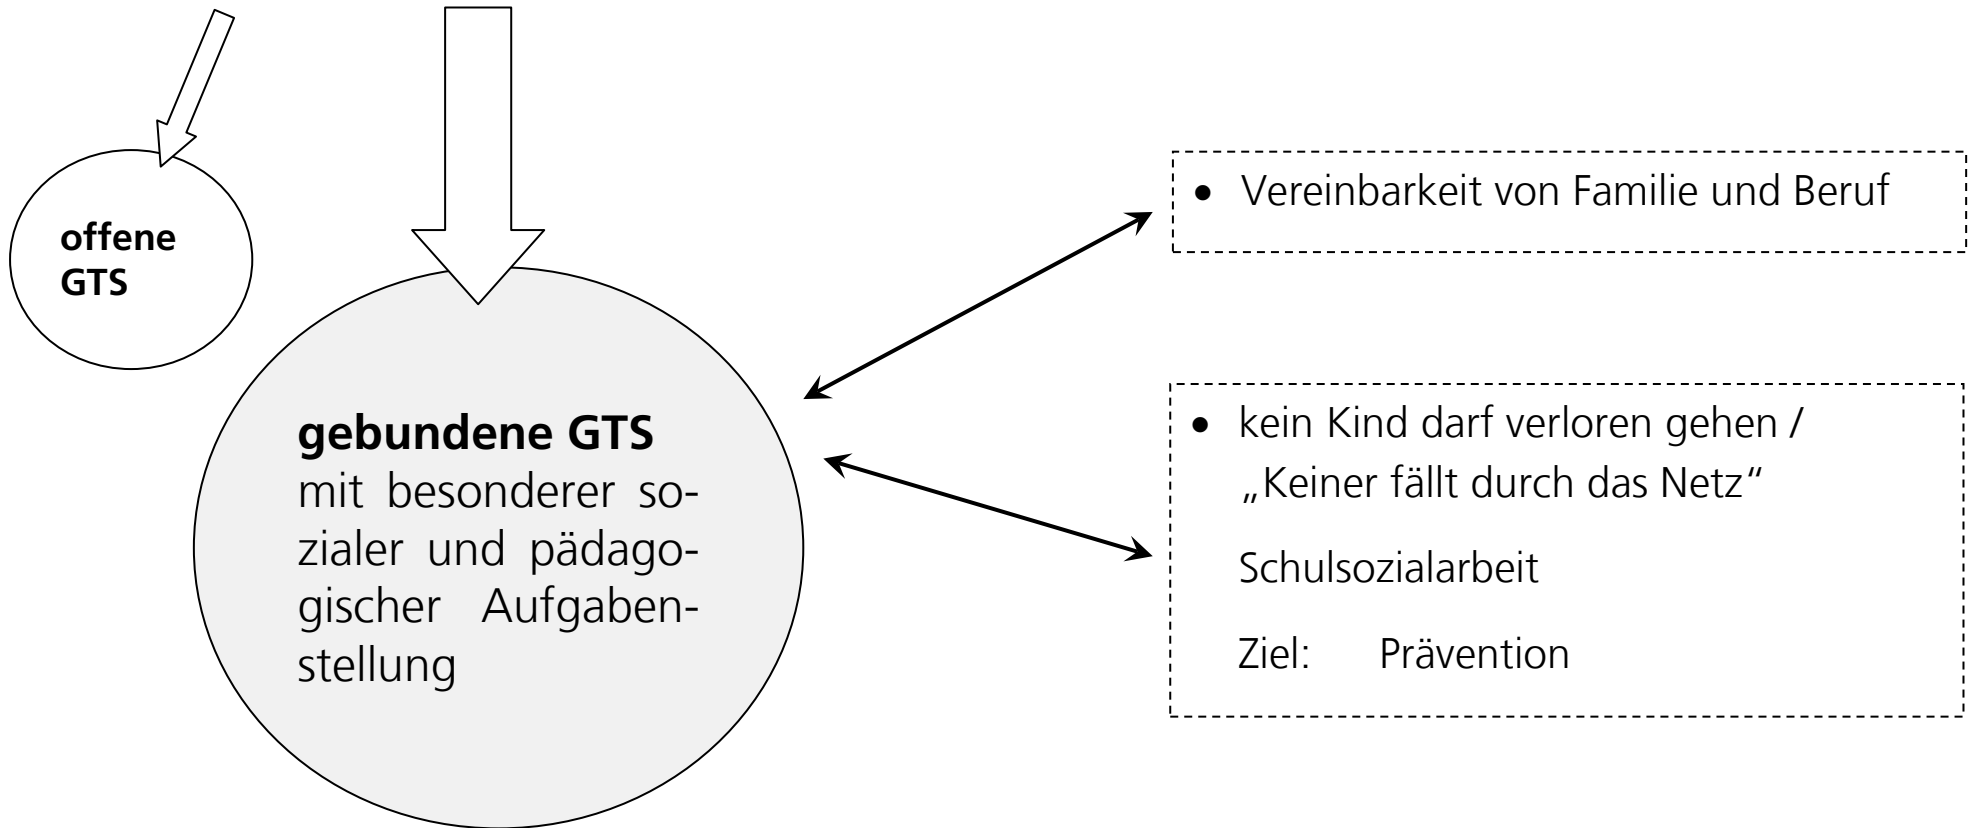 offene
GTS
gebundene GTS
mit besonderer so-
zialer und pädago-
gischer Aufgaben-
stellung
• Vereinbarkeit von Familie und Beruf
• kein Kind darf verloren gehen /
„Keiner fällt durch das Netz“
Schulsozialarbeit
Ziel: Prävention